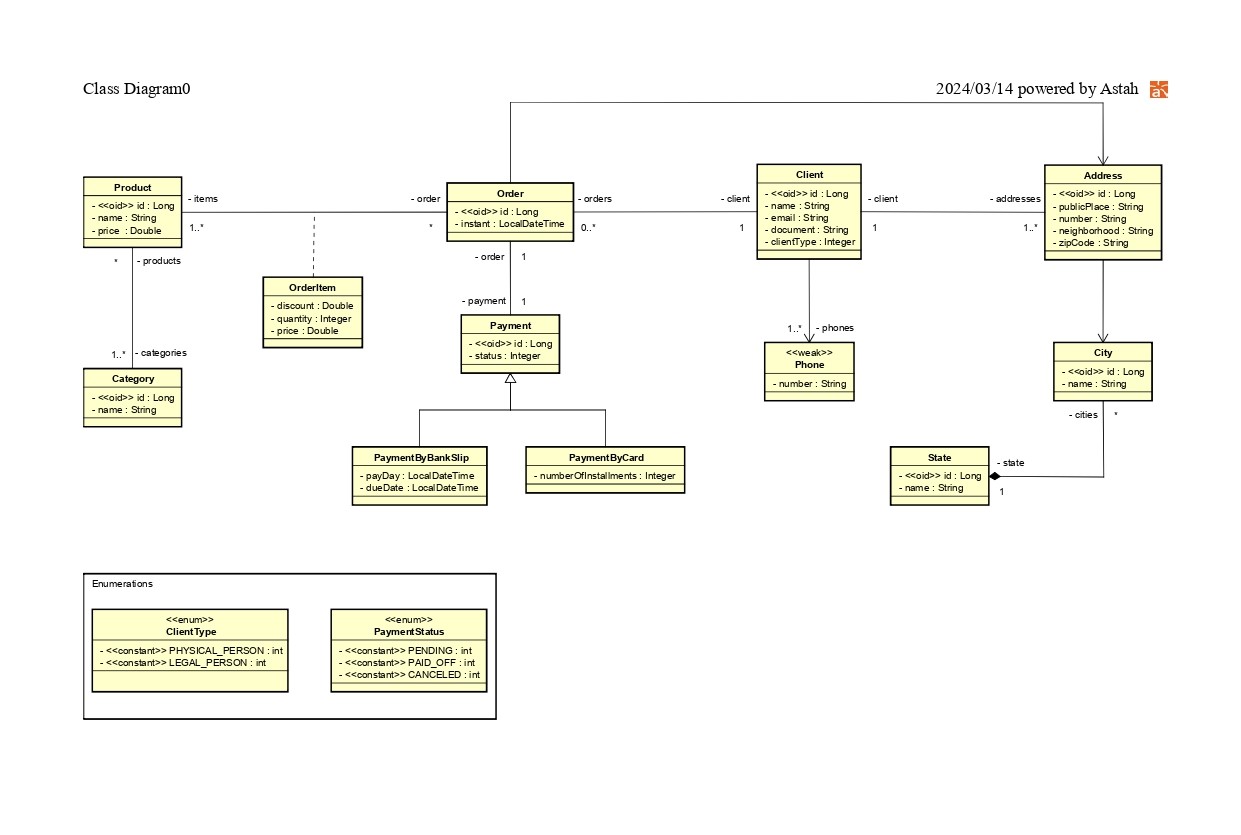 Class Diagram0
2024/03/14 powered by Astah
Product
- <<oid>> id : Long
- name : String
- price : Double
- items
1..*
- order
*
Order
- <<oid>> id : Long
- instant : LocalDateTime
- orders
0..*
- client
1
Client
- <<oid>> id : Long
- name : String
- email : String
- document : String
- clientType : Integer
- client
1
- addresses
1..*
Address
- <<oid>> id : Long
- publicPlace : String
- number : String
- neighborhood : String
- zipCode : String
* - products
OrderItem
- discount : Double
- quantity : Integer
- price : Double
- order 1
- payment 1
Payment
- <<oid>> id : Long
- status : Integer
1..* - phones
<<weak>>
Phone
- number : String
City
- <<oid>> id : Long
- name : String
1..* - categories
Category
- <<oid>> id : Long
- name : String
- cities *
PaymentByBankSlip
- payDay : LocalDateTime
- dueDate : LocalDateTime
PaymentByCard
- numberOfInstallments : Integer
State
- <<oid>> id : Long
- name : String
- state
1
Enumerations
<<enum>>
ClientType
- <<constant>> PHYSICAL_PERSON : int
- <<constant>> LEGAL_PERSON : int
<<enum>>
PaymentStatus
- <<constant>> PENDING : int
- <<constant>> PAID_OFF : int
- <<constant>> CANCELED : int